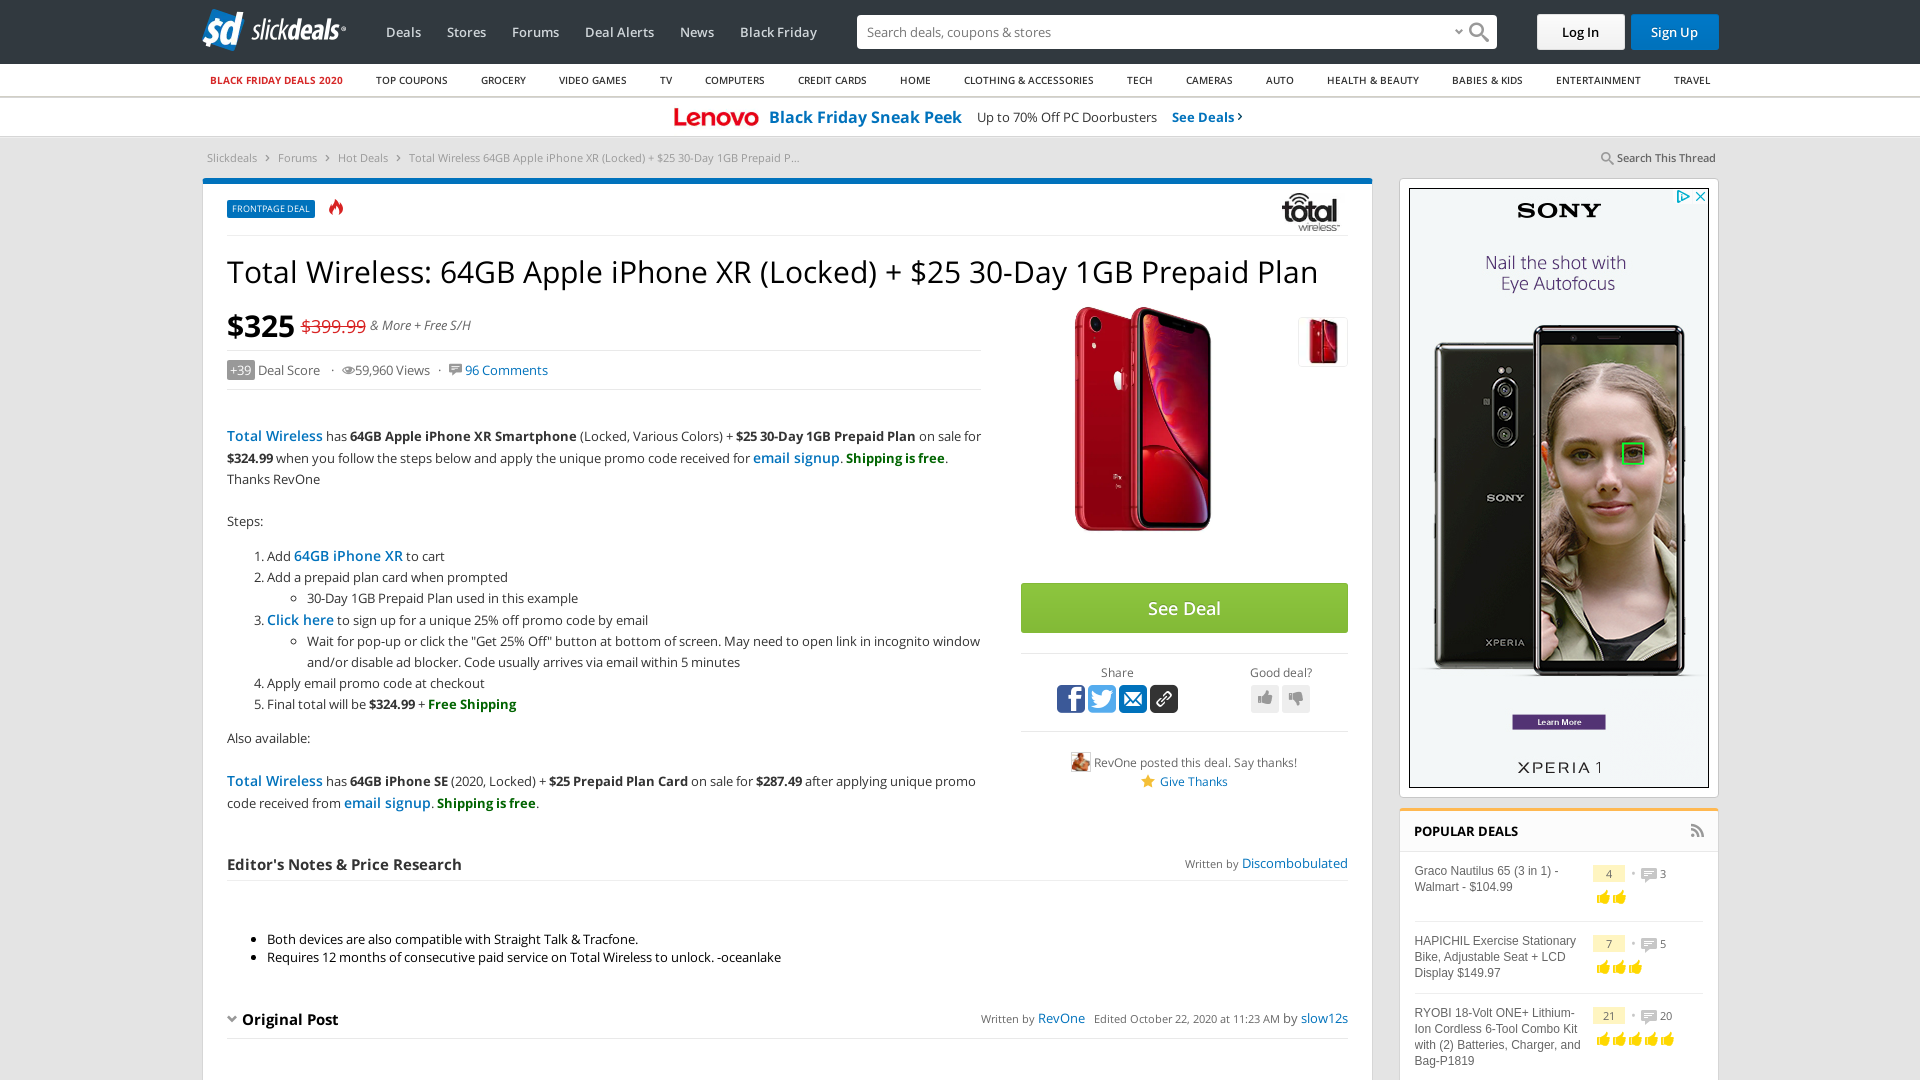 sd slickdeals
Deals
Stores
Forums
Deal Alerts
News
Black Friday
Search deals, coupons & stores
Log In
Sign Up
BLACK FRIDAY DEALS 2020
TOP COUPONS
GROCERY
VIDEO GAMES
TV
COMPUTERS
CREDIT CARDS
HOME
CLOTHING & ACCESSORIES
TECH
CAMERAS
AUTO
HEALTH & BEAUTY
BABIES & KIDS
ENTERTAINMENT
TRAVEL
Lenovo Black Friday Sneak Peek Up to 70% Off PC Doorbusters See Deals ›
Slickdeals › Forums › Hot Deals › Total Wireless 64GB Apple iPhone XR (Locked) + $25 30-Day 1GB Prepaid P...
Search This Thread
FRONTPAGE DEAL
total wireless
Total Wireless: 64GB Apple iPhone XR (Locked) + $25 30-Day 1GB Prepaid Plan
$325 $399.99 & More + Free S/H
+39 Deal Score · 59,960 Views · 96 Comments
Total Wireless has 64GB Apple iPhone XR Smartphone (Locked, Various Colors) + $25 30-Day 1GB Prepaid Plan on sale for
$324.99 when you follow the steps below and apply the unique promo code received for email signup. Shipping is free.
Thanks RevOne
Steps:
1. Add 64GB iPhone XR to cart
2. Add a prepaid plan card when prompted
30-Day 1GB Prepaid Plan used in this example
3. Click here to sign up for a unique 25% off promo code by email
Wait for pop-up or click the "Get 25% Off" button at bottom of screen. May need to open link in incognito window
and/or disable ad blocker. Code usually arrives via email within 5 minutes
4. Apply email promo code at checkout
5. Final total will be $324.99 + Free Shipping
Also available:
Total Wireless has 64GB iPhone SE (2020, Locked) + $25 Prepaid Plan Card on sale for $287.49 after applying unique promo
code received from email signup. Shipping is free.
See Deal
Share
Good deal?
RevOne posted this deal. Say thanks!
Give Thanks
Editor's Notes & Price Research
Written by Discombobulated
Both devices are also compatible with Straight Talk & Tracfone.
Requires 12 months of consecutive paid service on Total Wireless to unlock. -oceanlake
Original Post
Written by RevOne Edited October 22, 2020 at 11:23 AM by slow12s
SONY
Nail the shot with
Eye Autofocus
SONY
XPERIA
Learn More
XPERIA 1
POPULAR DEALS
Graco Nautilus 65 (3 in 1) -
Walmart - $104.99
4 • 3
HAPICHIL Exercise Stationary
Bike, Adjustable Seat + LCD
Display $149.97
7 • 5
RYOBI 18-Volt ONE+ Lithium-
Ion Cordless 6-Tool Combo Kit
with (2) Batteries, Charger, and
Bag-P1819
21 • 20